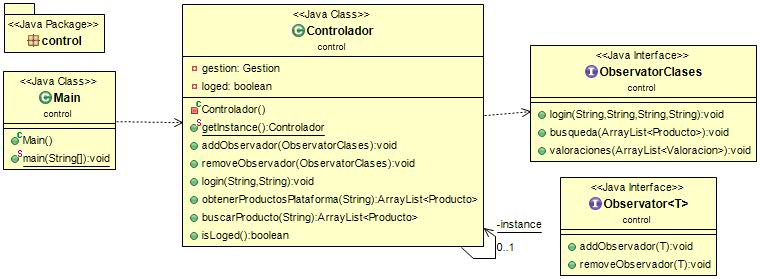 <<Java Package>>
control
<<Java Class>>
Main
control
Main()
main(String[]):void
<<Java Class>>
Controlador
control
gestion: Gestion
loged: boolean
Controlador()
getInstance():Controlador
addObservador(ObservatorClases):void
removeObservador(ObservatorClases):void
login(String,String):void
obtenerProductosPlataforma(String):ArrayList<Producto>
buscarProducto(String):ArrayList<Producto>
isLoged():boolean
-instance
0..1
<<Java Interface>>
ObservatorClases
control
login(String,String,String,String):void
busqueda(ArrayList<Producto>):void
valoraciones(ArrayList<Valoracion>):void
<<Java Interface>>
Observator<T>
control
addObservador(T):void
removeObservador(T):void